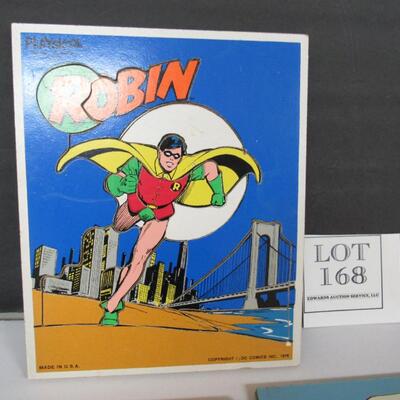 PLAYSKOOL
ROBIN
R
LOT
168
EDWARDS AUCTION SERVICE, LLC
MADE IN U.S.A.
COPYRIGHT © DC COMICS INC. 1976